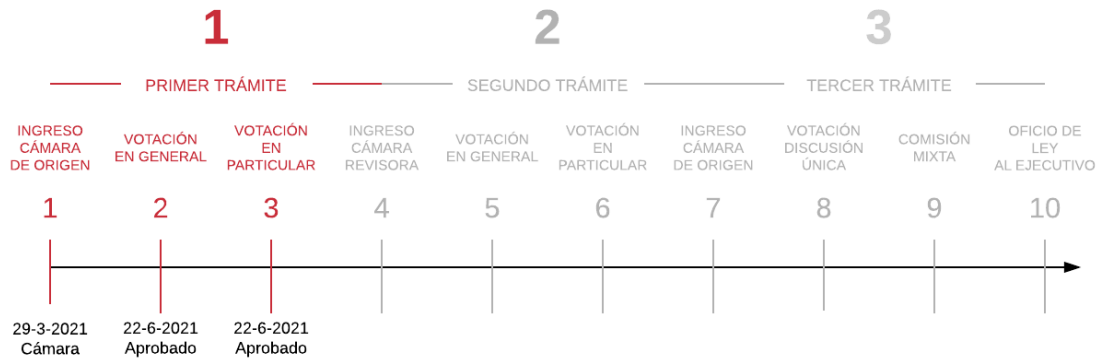 1
2
3
PRIMER TRÁMITE
SEGUNDO TRÁMITE
TERCER TRÁMITE
INGRESO
CÁMARA
DE ORIGEN
VOTACIÓN
EN GENERAL
VOTACIÓN
EN
PARTICULAR
INGRESO
CÁMARA
REVISORA
VOTACIÓN
EN GENERAL
VOTACIÓN
EN
PARTICULAR
INGRESO
CÁMARA
DE ORIGEN
VOTACIÓN
DISCUSIÓN
ÚNICA
COMISIÓN
MIXTA
OFICIO DE
LEY
AL EJECUTIVO
1
2
3
4
5
6
7
8
9
10
29-3-2021
Cámara
22-6-2021
Aprobado
22-6-2021
Aprobado